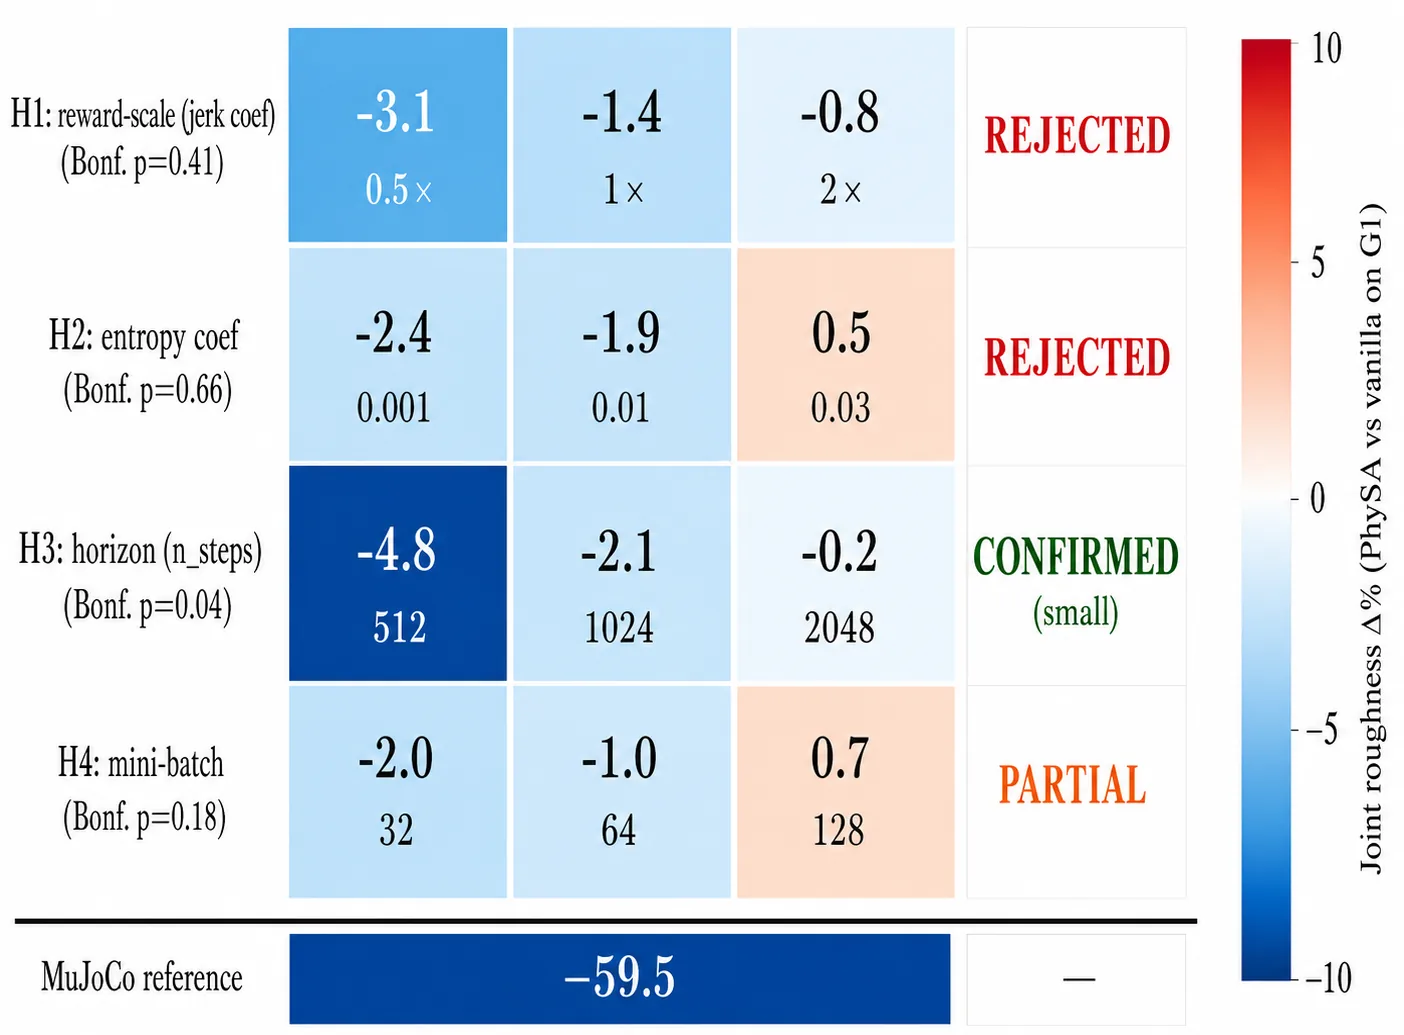 H1: reward-scale (jerk coef)
(Bonf. p=0.41)
-3.1
0.5×
-1.4
1×
-0.8
2×
REJECTED
H2: entropy coef
(Bonf. p=0.66)
-2.4
0.001
-1.9
0.01
0.5
0.03
REJECTED
H3: horizon (n_steps)
(Bonf. p=0.04)
-4.8
512
-2.1
1024
-0.2
2048
CONFIRMED
(small)
H4: mini-batch
(Bonf. p=0.18)
-2.0
32
-1.0
64
0.7
128
PARTIAL
MuJoCo reference
−59.5
—
10
5
0
−5
−10
Joint roughness Δ% (PhySA vs vanilla on G1)